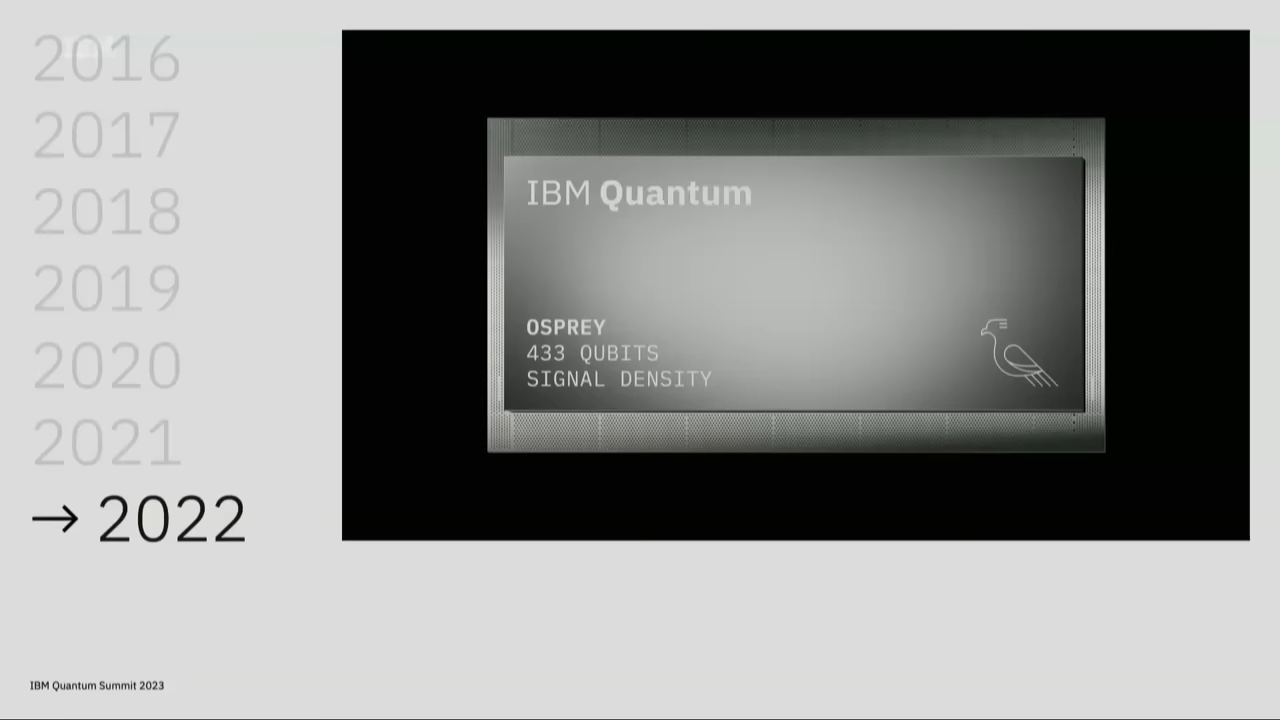 2016
2017
2018
2019
2020
2021
→ 2022
IBM Quantum
OSPREY
433 QUBITS
SIGNAL DENSITY
IBM Quantum Summit 2023